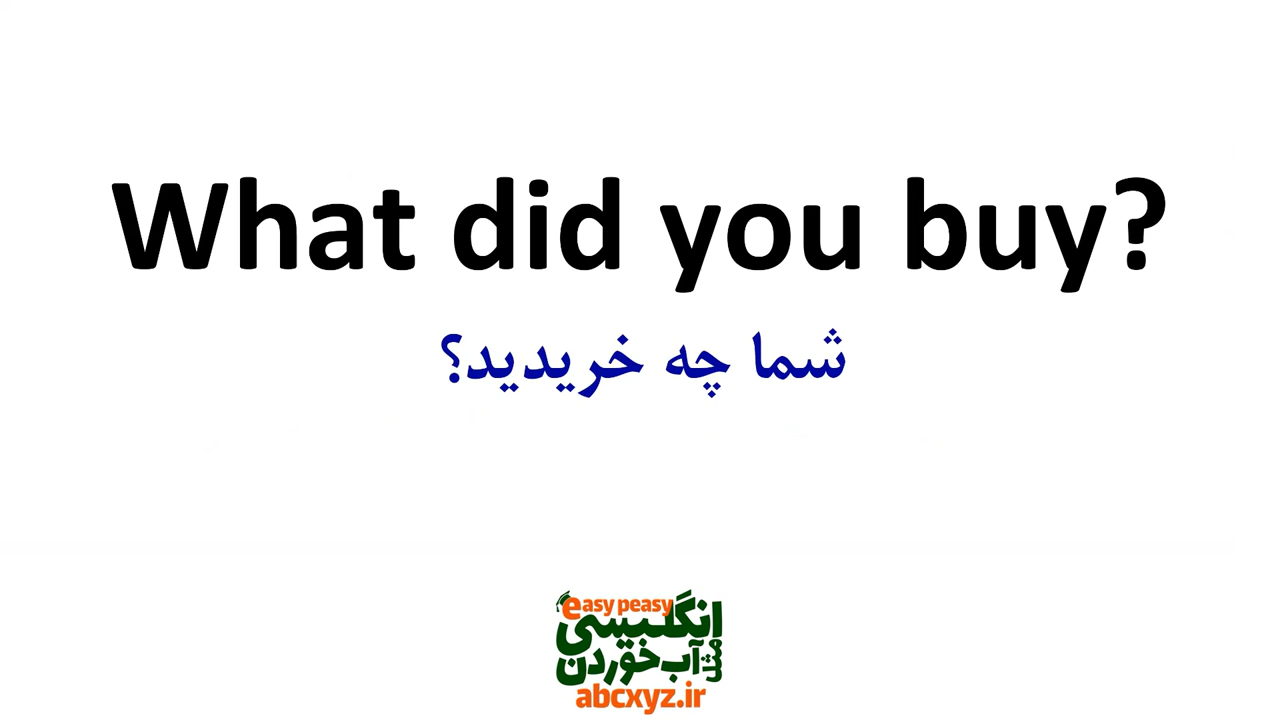 What did you buy?
شما چه خریدید؟
easy peasy
انگلیسی
مثل آب خوردن
abcxyz.ir